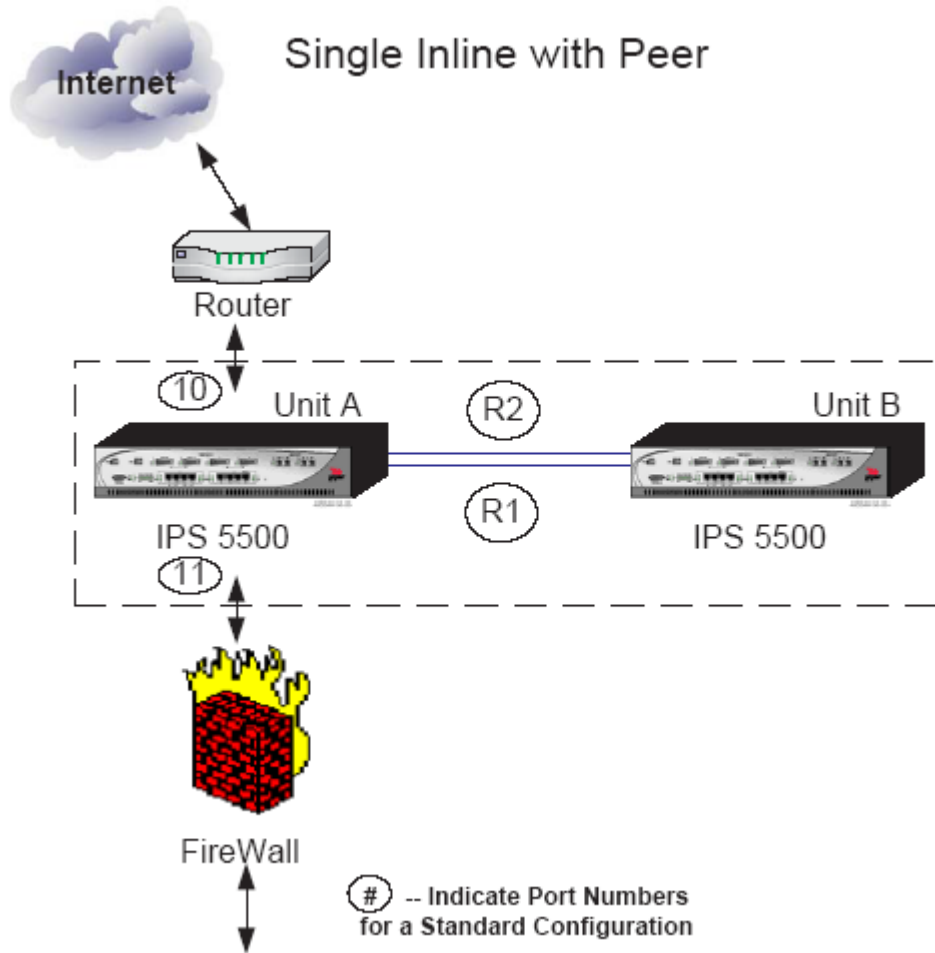 Single Inline with Peer
Internet
Router
10
Unit A
R2
Unit B
R1
IPS 5500
IPS 5500
11
FireWall
# -- Indicate Port Numbers
for a Standard Configuration